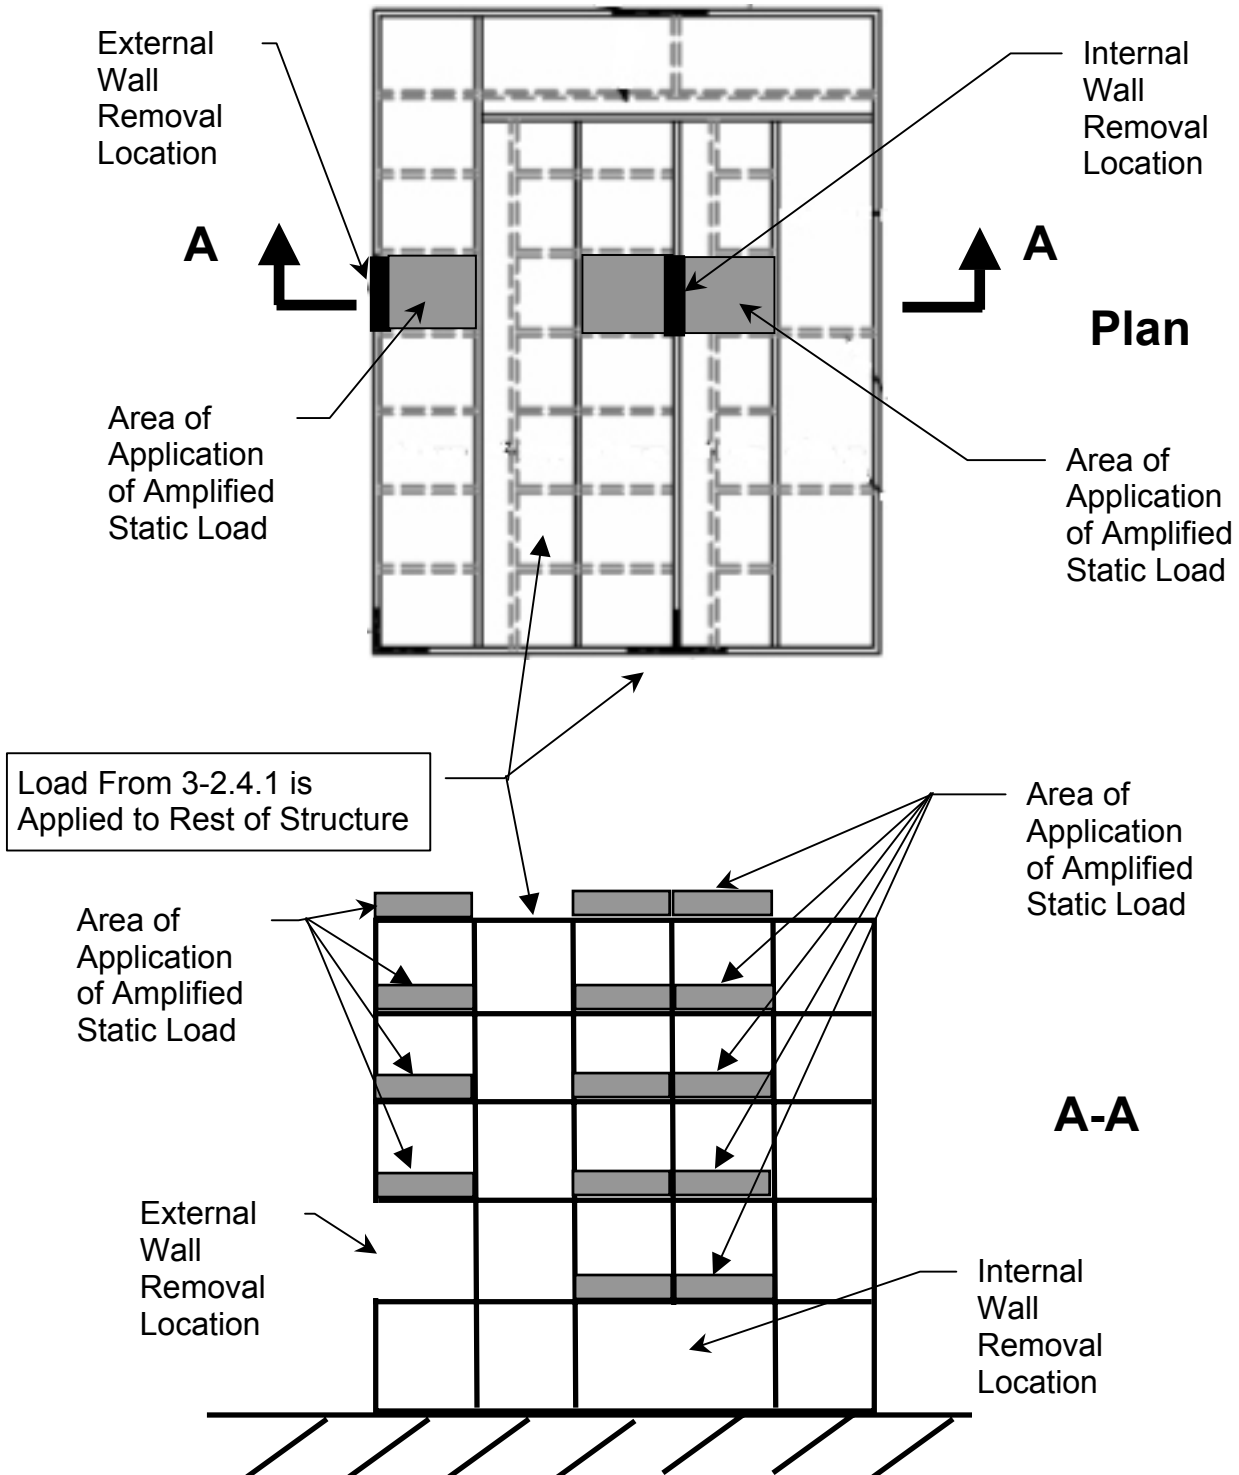 External
Wall
Removal
Location
Internal
Wall
Removal
Location
A
A
Plan
Area of
Application
of Amplified
Static Load
Area of
Application
of Amplified
Static Load
Load From 3-2.4.1 is
Applied to Rest of Structure
Area of
Application
of Amplified
Static Load
Area of
Application
of Amplified
Static Load
A-A
External
Wall
Removal
Location
Internal
Wall
Removal
Location